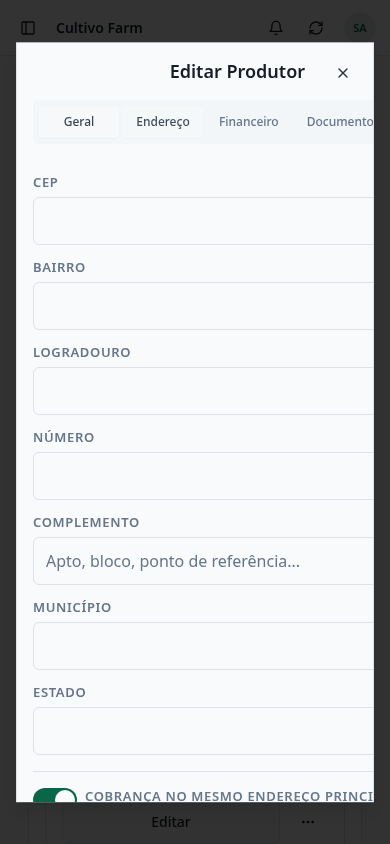 Cultivo Farm
SA
Editar Produtor
Geral
Endereço
Financeiro
Documento
CEP
BAIRRO
LOGRADOURO
NÚMERO
COMPLEMENTO
Apto, bloco, ponto de referência...
MUNICÍPIO
ESTADO
COBRANÇA NO MESMO ENDEREÇO PRINCI
Editar